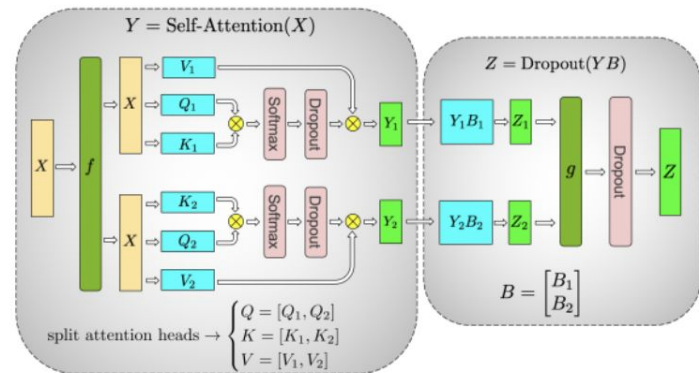 Y = Self-Attention(X)
X
f
X
V₁
Q₁
K₁
Softmax
Dropout
Y₁
X
K₂
Q₂
V₂
Softmax
Dropout
Y₂
split attention heads → { Q = [Q₁, Q₂]
K = [K₁, K₂]
V = [V₁, V₂]
Z = Dropout(YB)
Y₁B₁
Z₁
Y₂B₂
Z₂
g
Dropout
Z
B = [B₁
B₂]